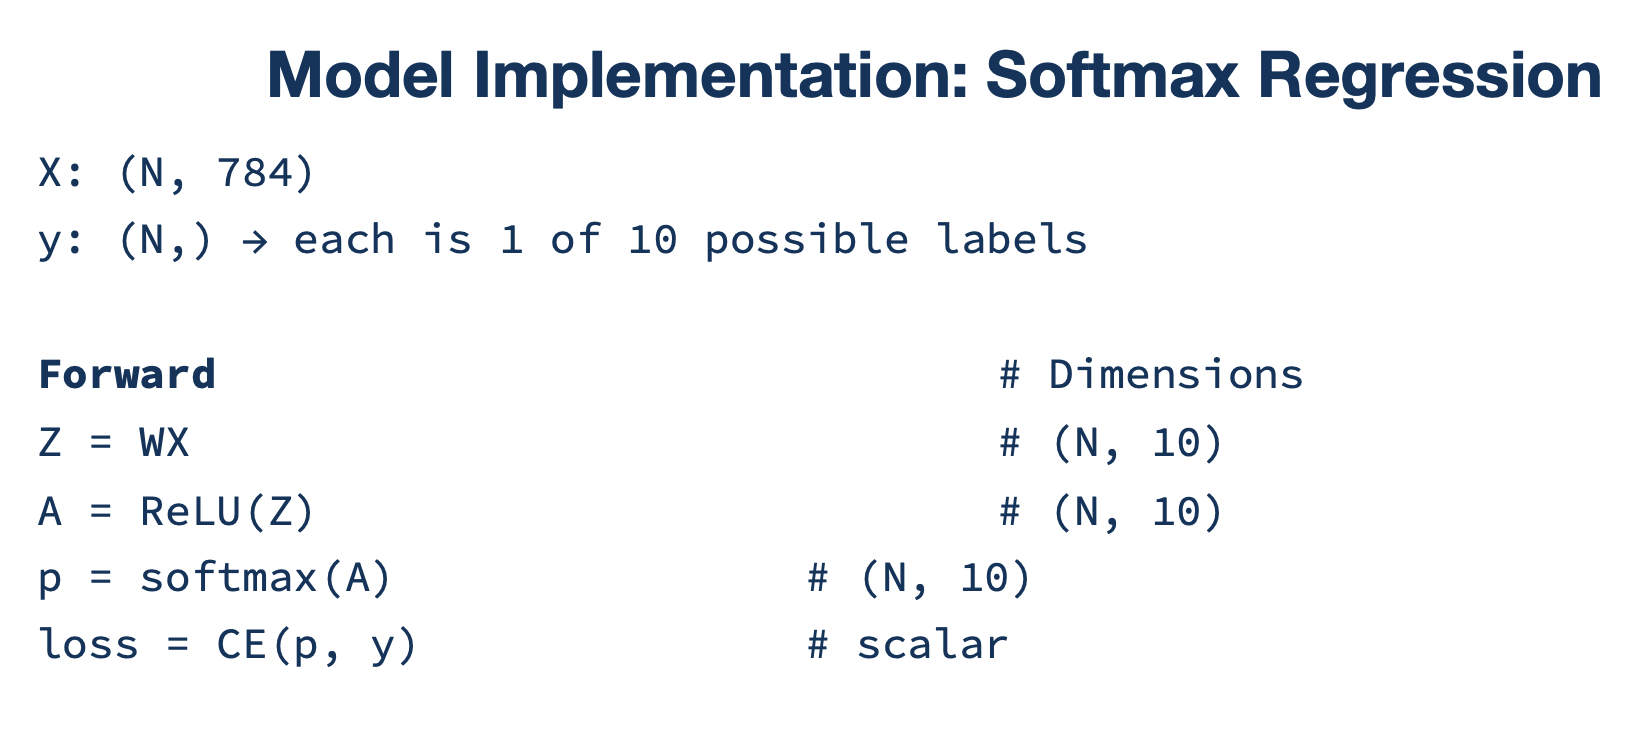 Model Implementation: Softmax Regression
X: (N, 784)
y: (N,) → each is 1 of 10 possible labels
Forward # Dimensions
Z = WX # (N, 10)
A = ReLU(Z) # (N, 10)
p = softmax(A) # (N, 10)
loss = CE(p, y) # scalar